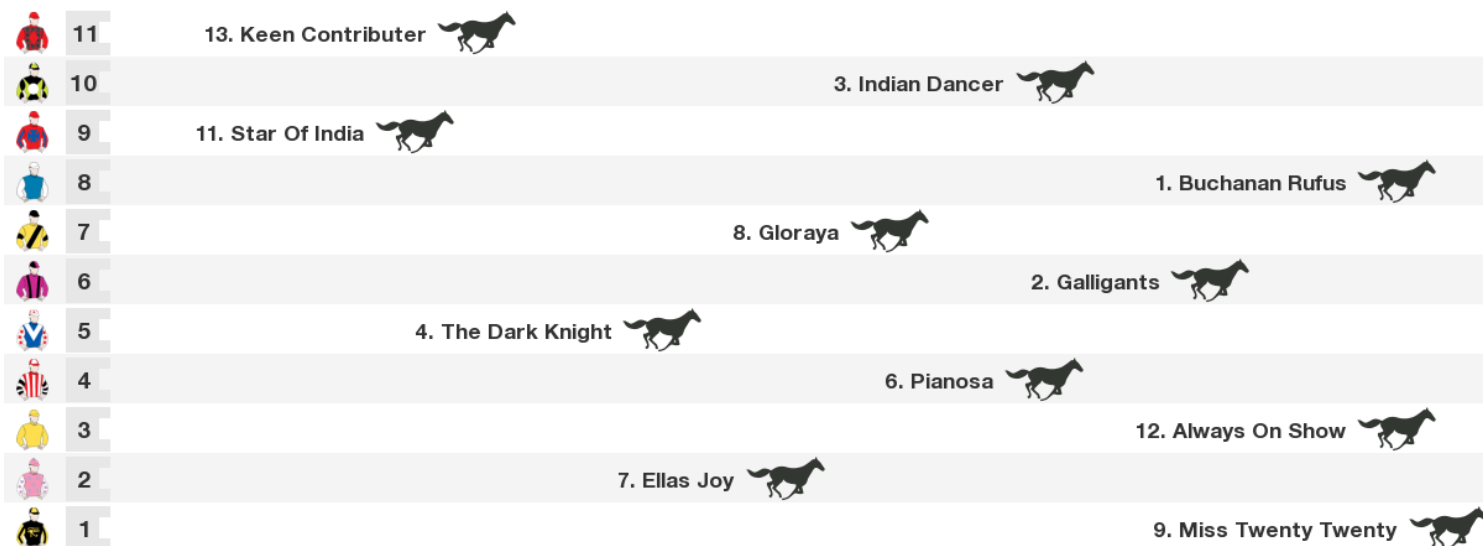 11 13. Keen Contributer
10 3. Indian Dancer
9 11. Star Of India
8 1. Buchanan Rufus
7 8. Gloraya
6 2. Galligants
5 4. The Dark Knight
4 6. Pianosa
3 12. Always On Show
2 7. Ellas Joy
1 9. Miss Twenty Twenty